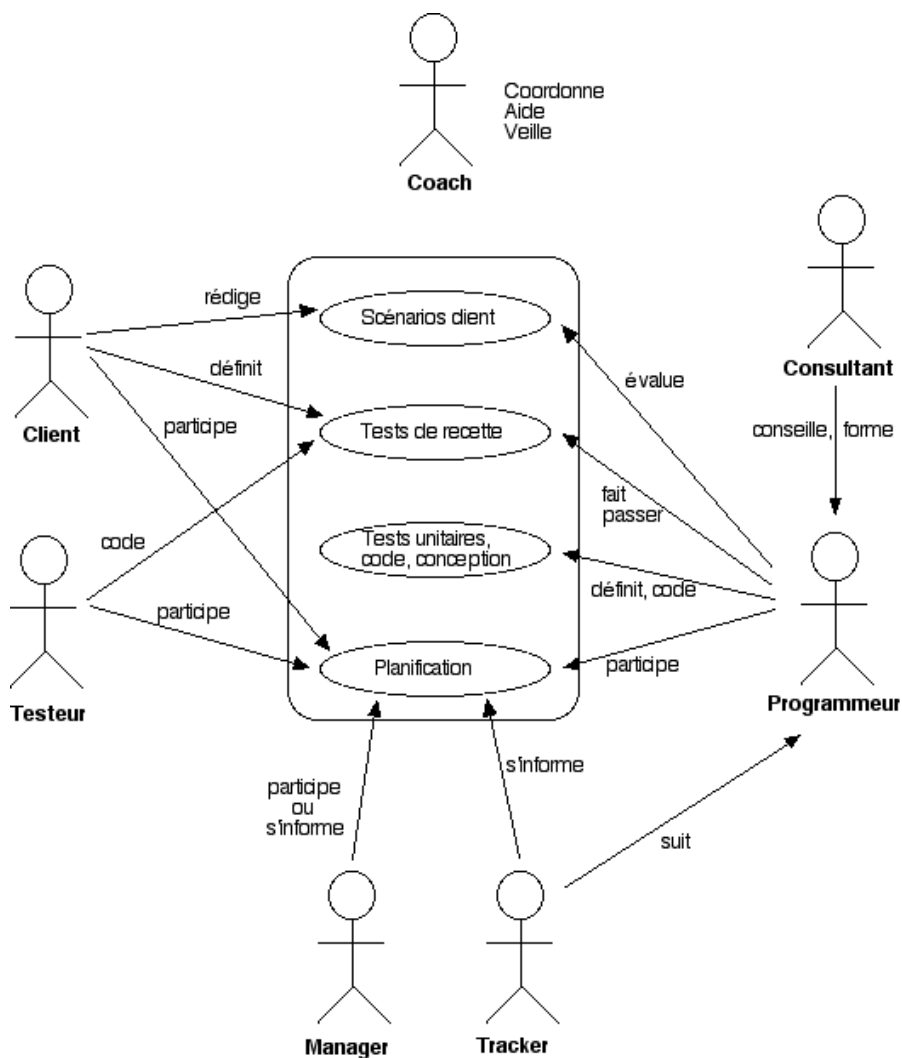 Coordonne
Aide
Veille
Coach
rédige
Scénarios client
Client
définit
participe
Tests de recette
évalue
Consultant
conseille, forme
code
participe
Tests unitaires,
code, conception
fait
passer
définit, code
Planification
participe
Testeur
Programmeur
participe
ou
s'informe
s'informe
suit
Manager
Tracker